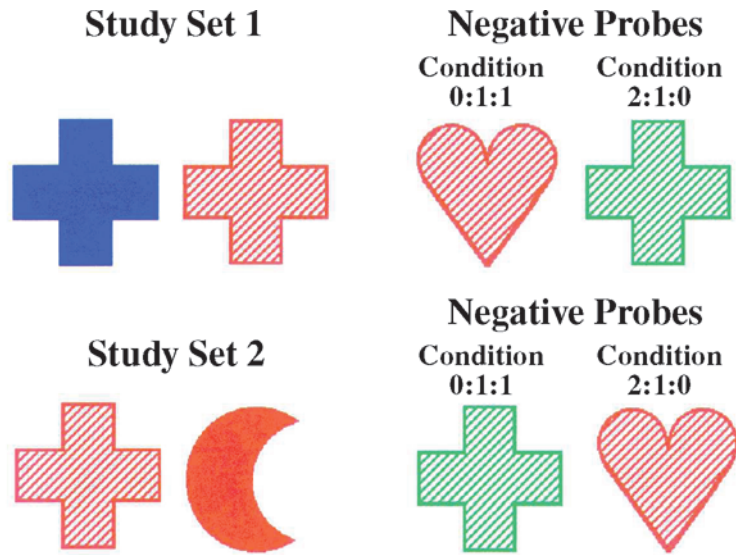 Study Set 1
Negative Probes
Condition
0:1:1
Condition
2:1:0
Study Set 2
Negative Probes
Condition
0:1:1
Condition
2:1:0